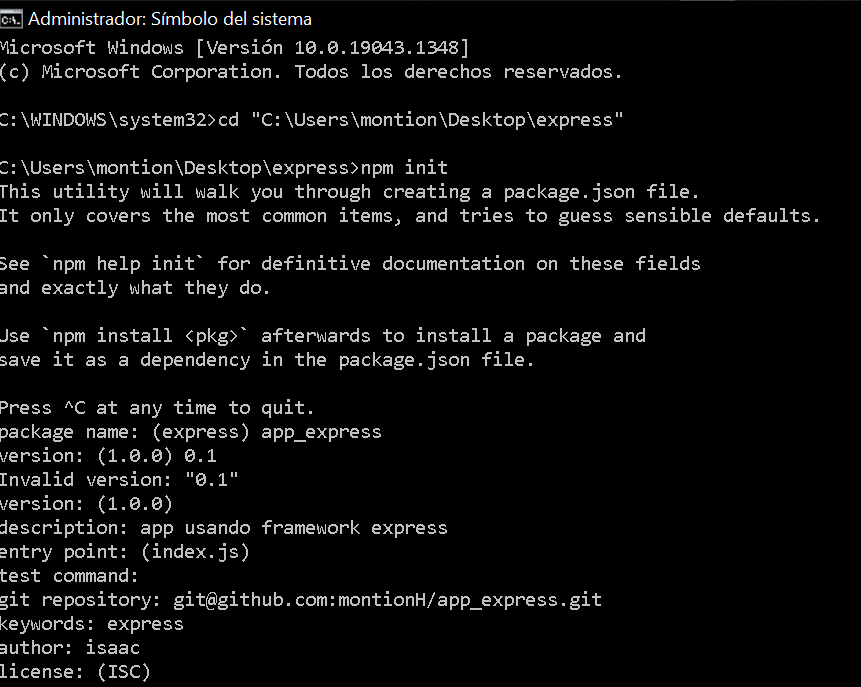 Administrador: Símbolo del sistema
Microsoft Windows [Versión 10.0.19043.1348]
(c) Microsoft Corporation. Todos los derechos reservados.
C:\WINDOWS\system32>cd "C:\Users\montion\Desktop\express"
C:\Users\montion\Desktop\express>npm init
This utility will walk you through creating a package.json file.
It only covers the most common items, and tries to guess sensible defaults.
See `npm help init` for definitive documentation on these fields
and exactly what they do.
Use `npm install <pkg>` afterwards to install a package and
save it as a dependency in the package.json file.
Press ^C at any time to quit.
package name: (express) app_express
version: (1.0.0) 0.1
Invalid version: "0.1"
version: (1.0.0)
description: app usando framework express
entry point: (index.js)
test command:
git repository: git@github.com:montionH/app_express.git
keywords: express
author: isaac
license: (ISC)